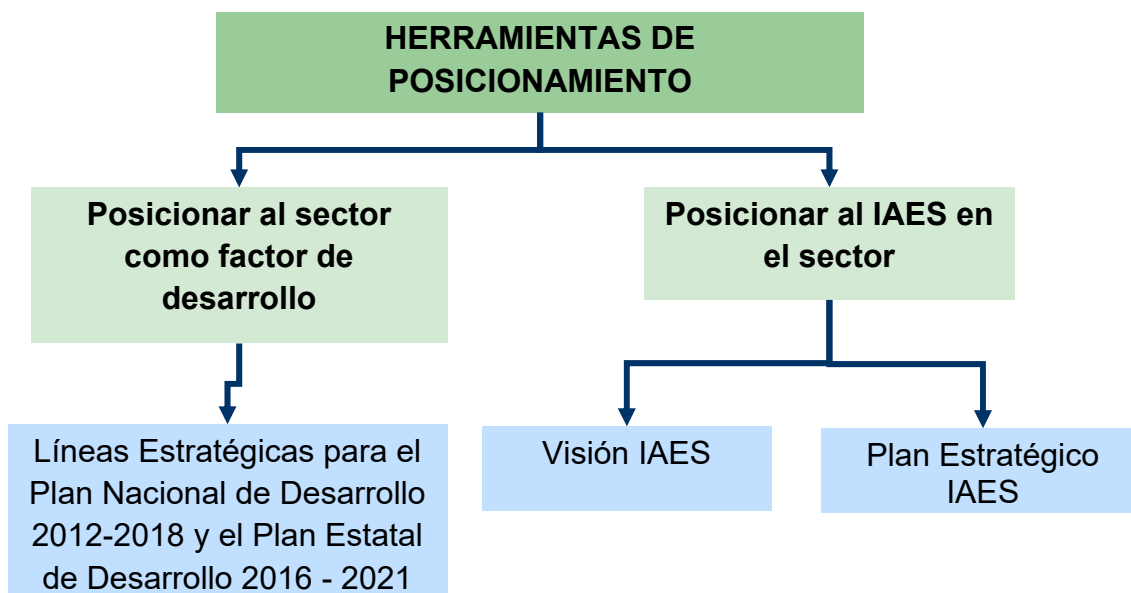 HERRAMIENTAS DE
POSICIONAMIENTO
Posicionar al sector
como factor de
desarrollo
Posicionar al IAES en
el sector
Líneas Estratégicas para el
Plan Nacional de Desarrollo
2012-2018 y el Plan Estatal
de Desarrollo 2016 - 2021
Visión IAES
Plan Estratégico
IAES